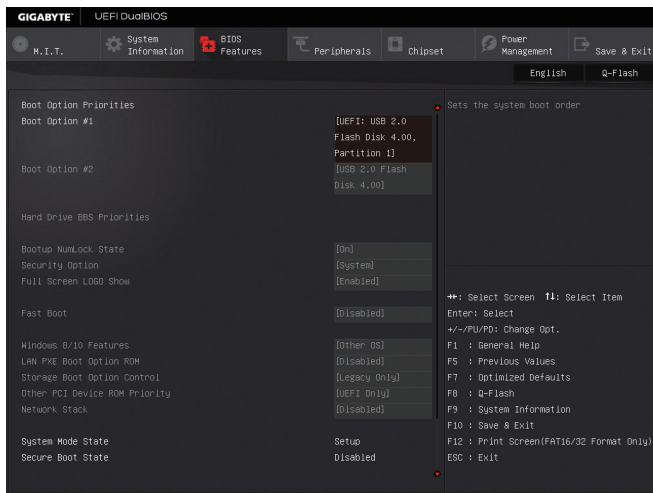 GIGABYTE™ UEFI DualBIOS
M.I.T.
System Information
BIOS Features
Peripherals
Chipset
Power Management
Save & Exit
English
Q-Flash
Boot Option Priorities
Boot Option #1 [UEFI: USB 2.0
Flash Disk 4.00,
Partition 1]
Boot Option #2 [USB 2.0 Flash
Disk 4.00]
Hard Drive BBS Priorities
Bootup NumLock State [On]
Security Option [System]
Full Screen LOGO Show [Enabled]
Fast Boot [Disabled]
Windows 8/10 Features [Other OS]
LAN PXE Boot Option ROM [Disabled]
Storage Boot Option Control [Legacy Only]
Other PCI Device ROM Priority [UEFI Only]
Network Stack [Disabled]
System Mode State Setup
Secure Boot State Disabled
Sets the system boot order
→←: Select Screen ↑↓: Select Item
Enter: Select
+/-/PU/PD: Change Opt.
F1 : General Help
F5 : Previous Values
F7 : Optimized Defaults
F8 : Q-Flash
F9 : System Information
F10 : Save & Exit
F12 : Print Screen(FAT16/32 Format Only)
ESC : Exit